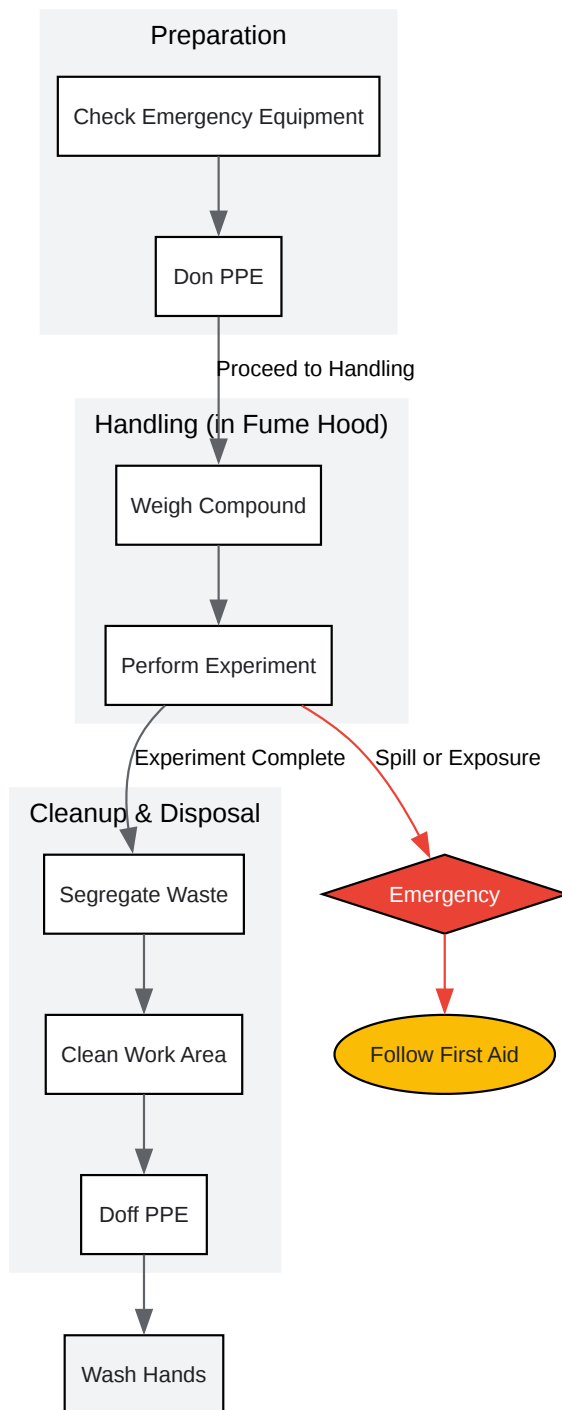 Preparation
Check Emergency Equipment
Don PPE
Proceed to Handling
Handling (in Fume Hood)
Weigh Compound
Perform Experiment
Experiment Complete
Spill or Exposure
Cleanup & Disposal
Segregate Waste
Emergency
Clean Work Area
Follow First Aid
Doff PPE
Wash Hands